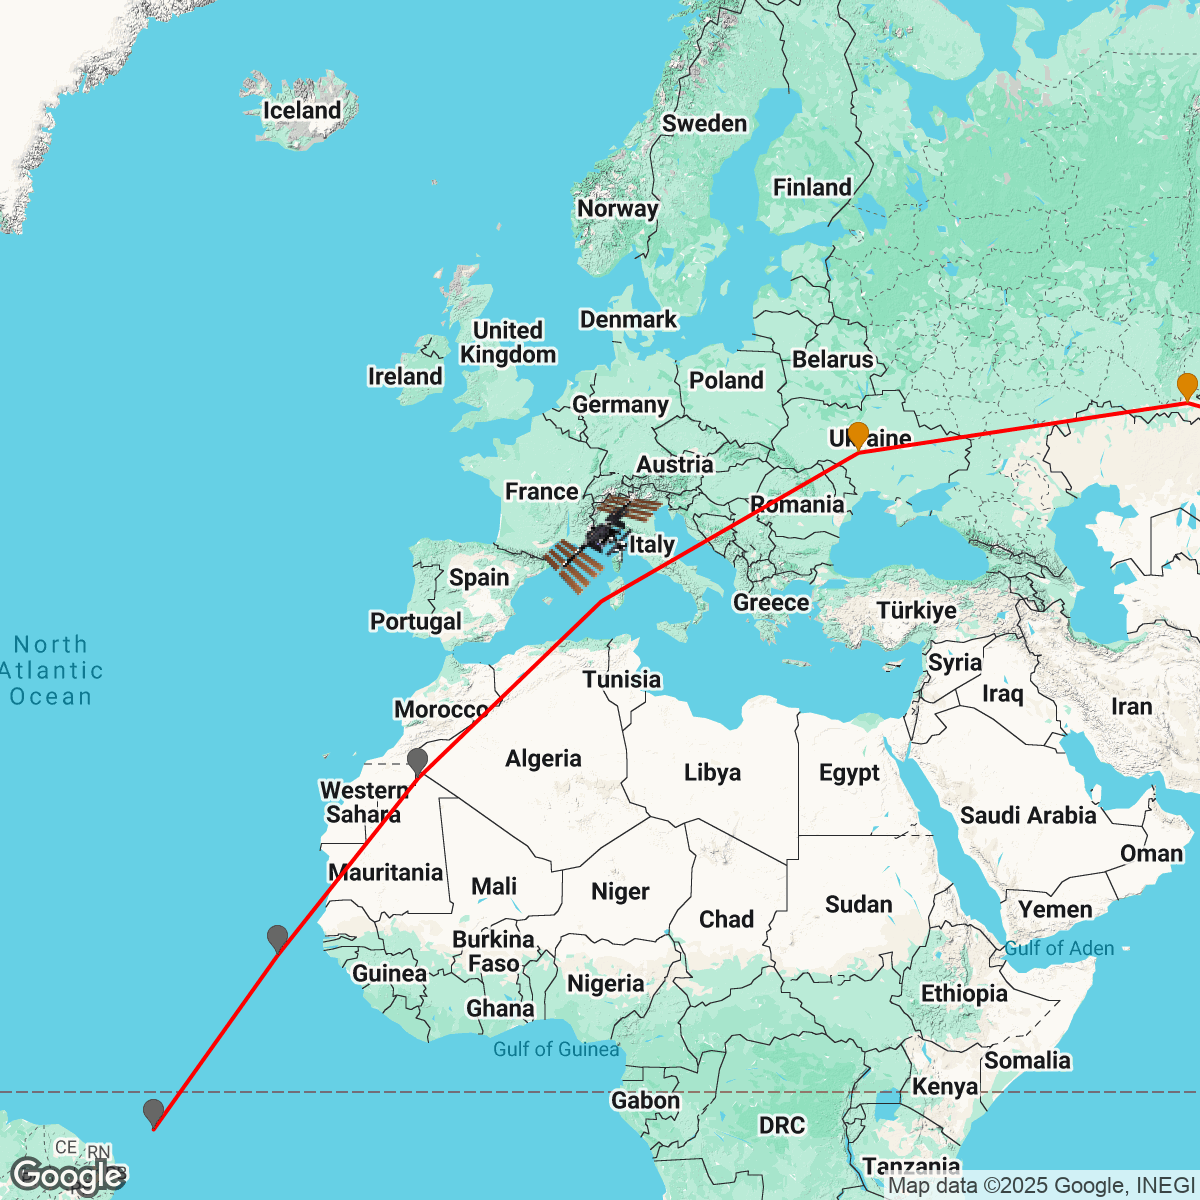 Iceland
Sweden
Finland
Norway
Denmark
United
Kingdom
Belarus
Ireland
Poland
Germany
Ukraine
Austria
France
Romania
Italy
Spain
Greece
Türkiye
Portugal
North
Atlantic
Ocean
Syria
Tunisia
Iraq
Iran
Morocco
Algeria
Libya
Egypt
Western
Sahara
Saudi Arabia
Oman
Mauritania
Mali
Niger
Sudan
Yemen
Chad
Burkina
Faso
Gulf of Aden
Guinea
Nigeria
Ethiopia
Ghana
Gulf of Guinea
Somalia
Kenya
Gabon
DRC
CE
RN
Tanzania
Google
Map data ©2025 Google, INEGI